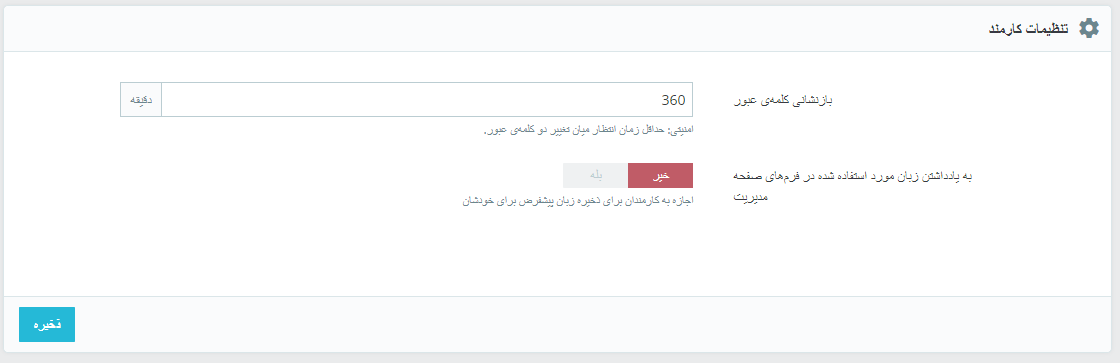 تنظیمات کارمند
بازنشانی کلمه‌ی عبور
360
دقیقه
امنیتی: حداقل زمان انتظار میان تغییر دو کلمه‌ی عبور.
به یادداشتن زبان مورد استفاده شده در فرم‌های صفحه
مدیریت
خیر
بله
اجازه به کارمندان برای ذخیره زبان پیشفرض برای خودشان
ذخیره